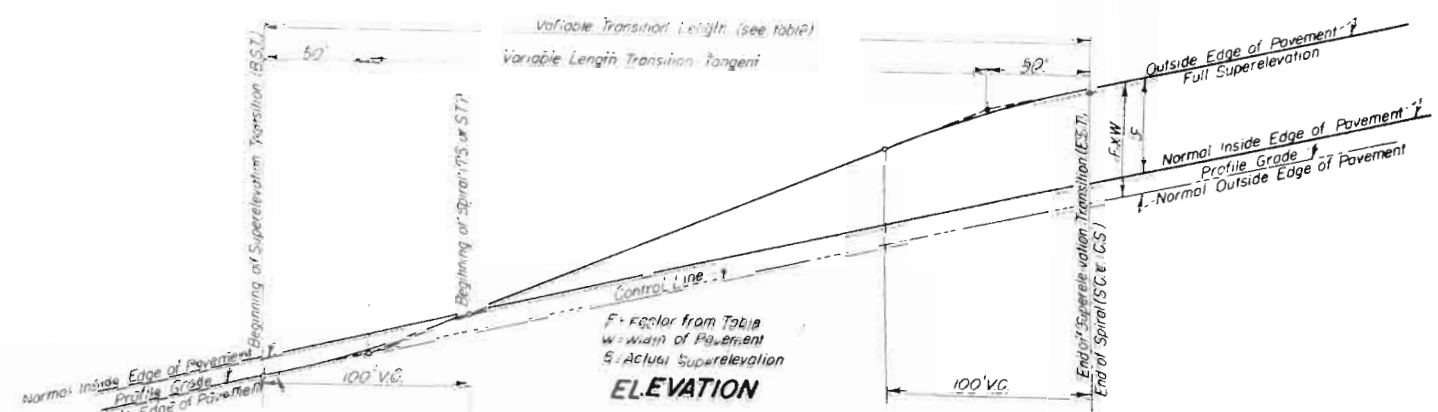 Variable Transition Length (see table)
50'
Variable Length Transition Tangent
50'
Outside Edge of Pavement
Full Superelevation
Beginning of Superelevation Transition (B.S.T.)
Beginning of Spiral (T.S. or S.T.)
F x W
S
Normal Inside Edge of Pavement
Profile Grade
Normal Outside Edge of Pavement
End of Superelevation Transition (E.S.T.)
End of Spiral (S.C. or C.S.)
Control Line
F = Factor from Table
W = Width of Pavement
S = Actual Superelevation
ELEVATION
Normal Inside Edge of Pavement
Profile Grade
Edge of Pavement
100' V.C.
100' V.C.